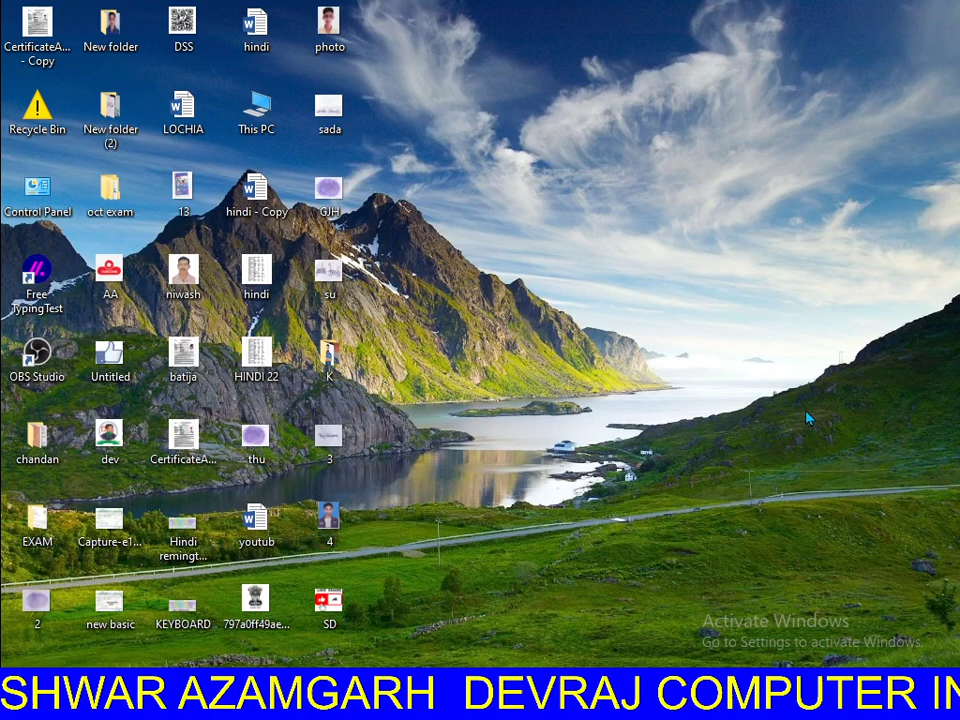 CertificateA...
- Copy
New folder
DSS
hindi
photo
Recycle Bin
New folder
(2)
LOCHIA
This PC
sada
Control Panel
oct exam
13
hindi - Copy
GJH
Free -
TypingTest
AA
niwash
hindi
su
OBS Studio
Untitled
batija
HINDI 22
K
chandan
dev
CertificateA...
thu
3
EXAM
Capture-e1...
Hindi
remingt...
youtub
4
2
new basic
KEYBOARD
797a0ff49ae...
SD
Activate Windows
Go to Settings to activate Windows.
SHWAR AZAMGARH DEVRAJ COMPUTER IN